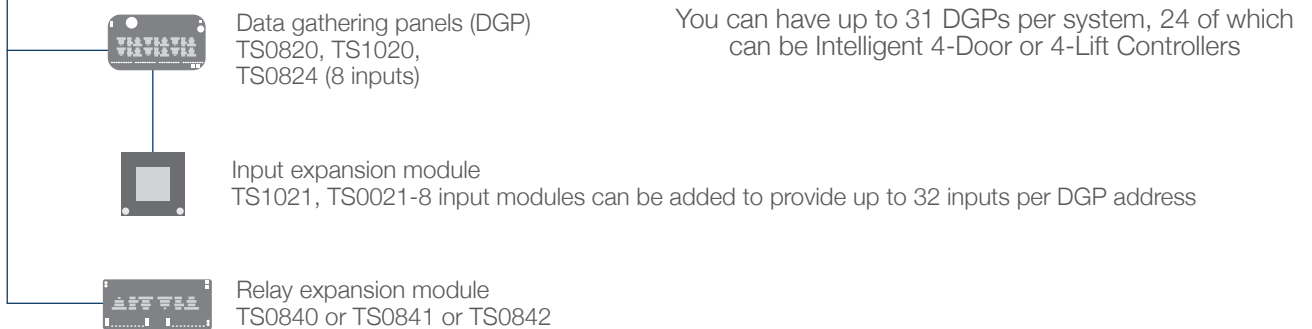 Data gathering panels (DGP)
TS0820, TS1020,
TS0824 (8 inputs)
You can have up to 31 DGPs per system, 24 of which
can be Intelligent 4-Door or 4-Lift Controllers
Input expansion module
TS1021, TS0021-8 input modules can be added to provide up to 32 inputs per DGP address
Relay expansion module
TS0840 or TS0841 or TS0842